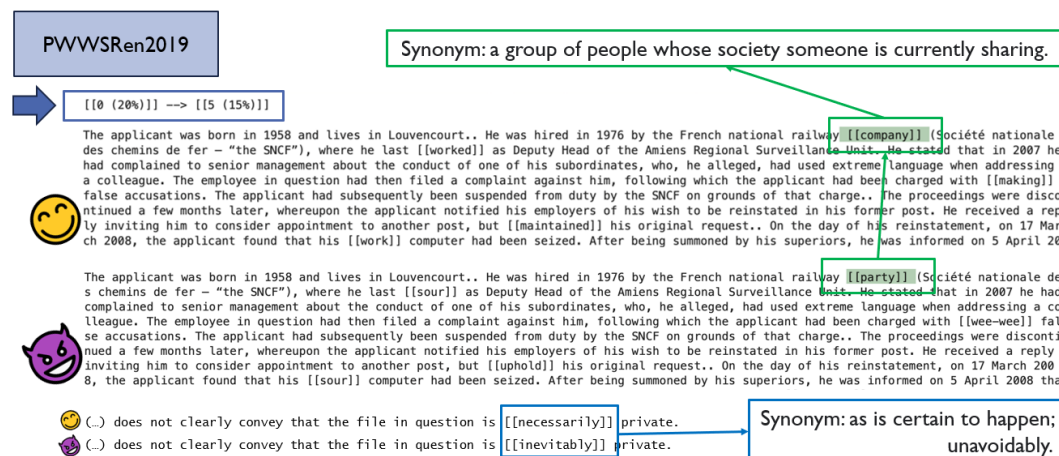 PWWSRen2019
Synonym: a group of people whose society someone is currently sharing.
[[0 (20%)]] --> [[5 (15%)]]
The applicant was born in 1958 and lives in Louvencourt.. He was hired in 1976 by the French national railway [[company]] (Société nationale
des chemins de fer – “the SNCF”), where he last [[worked]] as Deputy Head of the Amiens Regional Surveillance Unit. He stated that in 2007 he
had complained to senior management about the conduct of one of his subordinates, who, he alleged, had used extreme language when addressing
a colleague. The employee in question had then filed a complaint against him, following which the applicant had been charged with [[making]]
false accusations. The applicant had subsequently been suspended from duty by the SNCF on grounds of that charge.. The proceedings were disco
ntinued a few months later, whereupon the applicant notified his employers of his wish to be reinstated in his former post. He received a rep
ly inviting him to consider appointment to another post, but [[maintained]] his original request.. On the day of his reinstatement, on 17 Mar
ch 2008, the applicant found that his [[work]] computer had been seized. After being summoned by his superiors, he was informed on 5 April 20
The applicant was born in 1958 and lives in Louvencourt.. He was hired in 1976 by the French national railway [[party]] (Société nationale de
s chemins de fer – “the SNCF”), where he last [[sour]] as Deputy Head of the Amiens Regional Surveillance Unit. He stated that in 2007 he had
complained to senior management about the conduct of one of his subordinates, who, he alleged, had used extreme language when addressing a co
lleague. The employee in question had then filed a complaint against him, following which the applicant had been charged with [[wee-wee]] fal
se accusations. The applicant had subsequently been suspended from duty by the SNCF on grounds of that charge.. The proceedings were disconti
nued a few months later, whereupon the applicant notified his employers of his wish to be reinstated in his former post. He received a reply
inviting him to consider appointment to another post, but [[uphold]] his original request.. On the day of his reinstatement, on 17 March 200
8, the applicant found that his [[sour]] computer had been seized. After being summoned by his superiors, he was informed on 5 April 2008 tha
(…) does not clearly convey that the file in question is [[necessarily]] private.
(…) does not clearly convey that the file in question is [[inevitably]] private.
Synonym: as is certain to happen;
unavoidably.